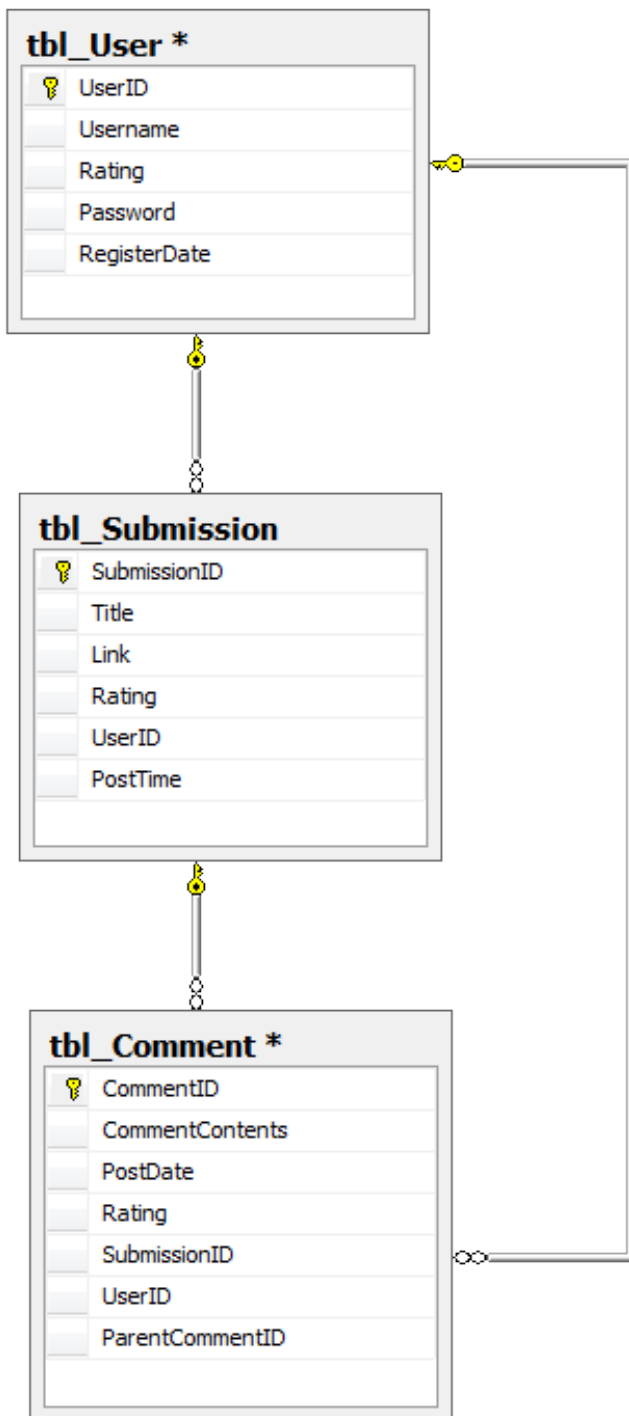 tbl_User *
UserID
Username
Rating
Password
RegisterDate
tbl_Submission
SubmissionID
Title
Link
Rating
UserID
PostTime
tbl_Comment *
CommentID
CommentContents
PostDate
Rating
SubmissionID
UserID
ParentCommentID